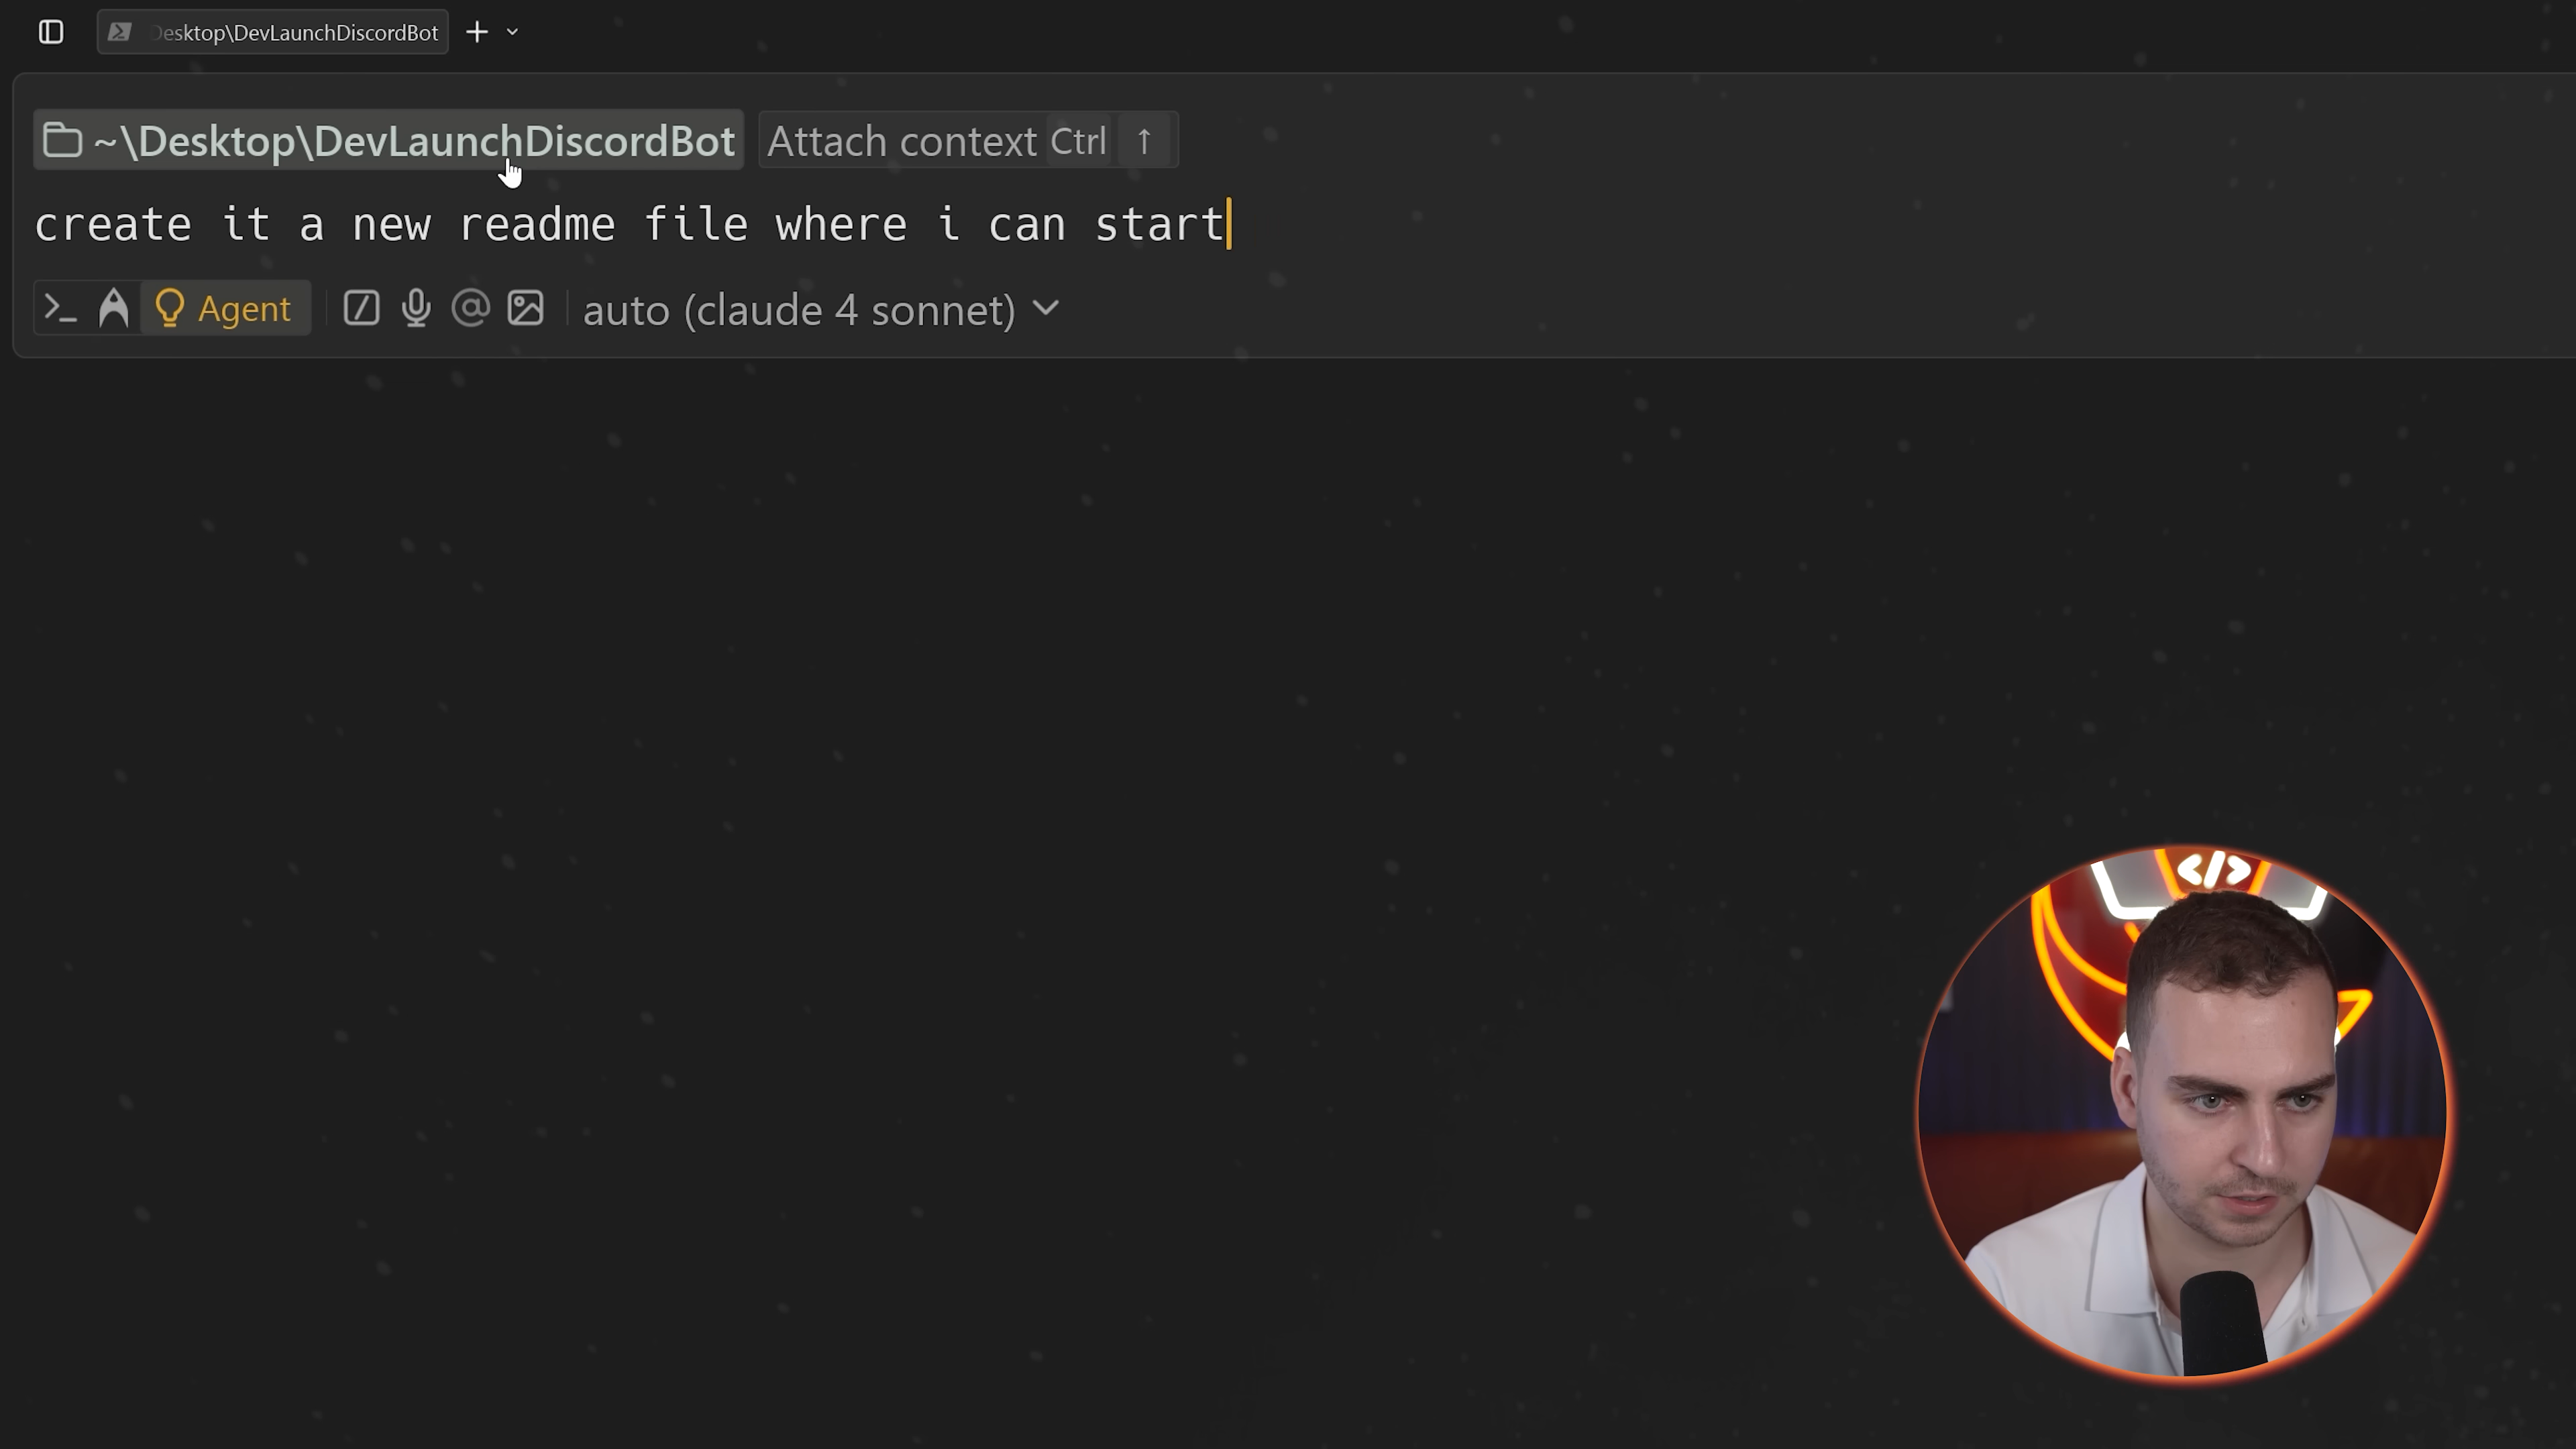 esktop\DevLaunchDiscordBot
~\Desktop\DevLaunchDiscordBot Attach context Ctrl ↑
create it a new readme file where i can start
Agent auto (claude 4 sonnet)
</>